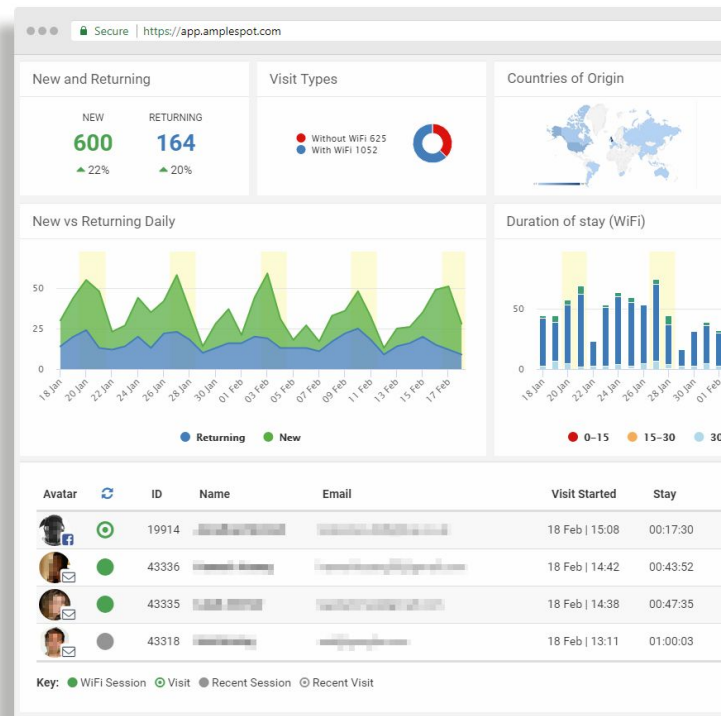 Secure | https://app.amplespot.com
New and Returning
NEW RETURNING
600 164
22% 20%
Visit Types
Without WiFi 625
With WiFi 1052
Countries of Origin
New vs Returning Daily
50
25
0
18 Jan 20 Jan 22 Jan 24 Jan 26 Jan 28 Jan 30 Jan 01 Feb 03 Feb 05 Feb 07 Feb 09 Feb 11 Feb 13 Feb 15 Feb 17 Feb
Returning New
Duration of stay (WiFi)
50
0
18 Jan 20 Jan 22 Jan 24 Jan 26 Jan 28 Jan 30 Jan 01 Feb
0-15 15-30 30
Avatar ID Name Email Visit Started Stay
19914 18 Feb | 15:08 00:17:30
43336 18 Feb | 14:42 00:43:52
43335 18 Feb | 14:38 00:47:35
43318 18 Feb | 13:11 01:00:03
Key: WiFi Session Visit Recent Session Recent Visit